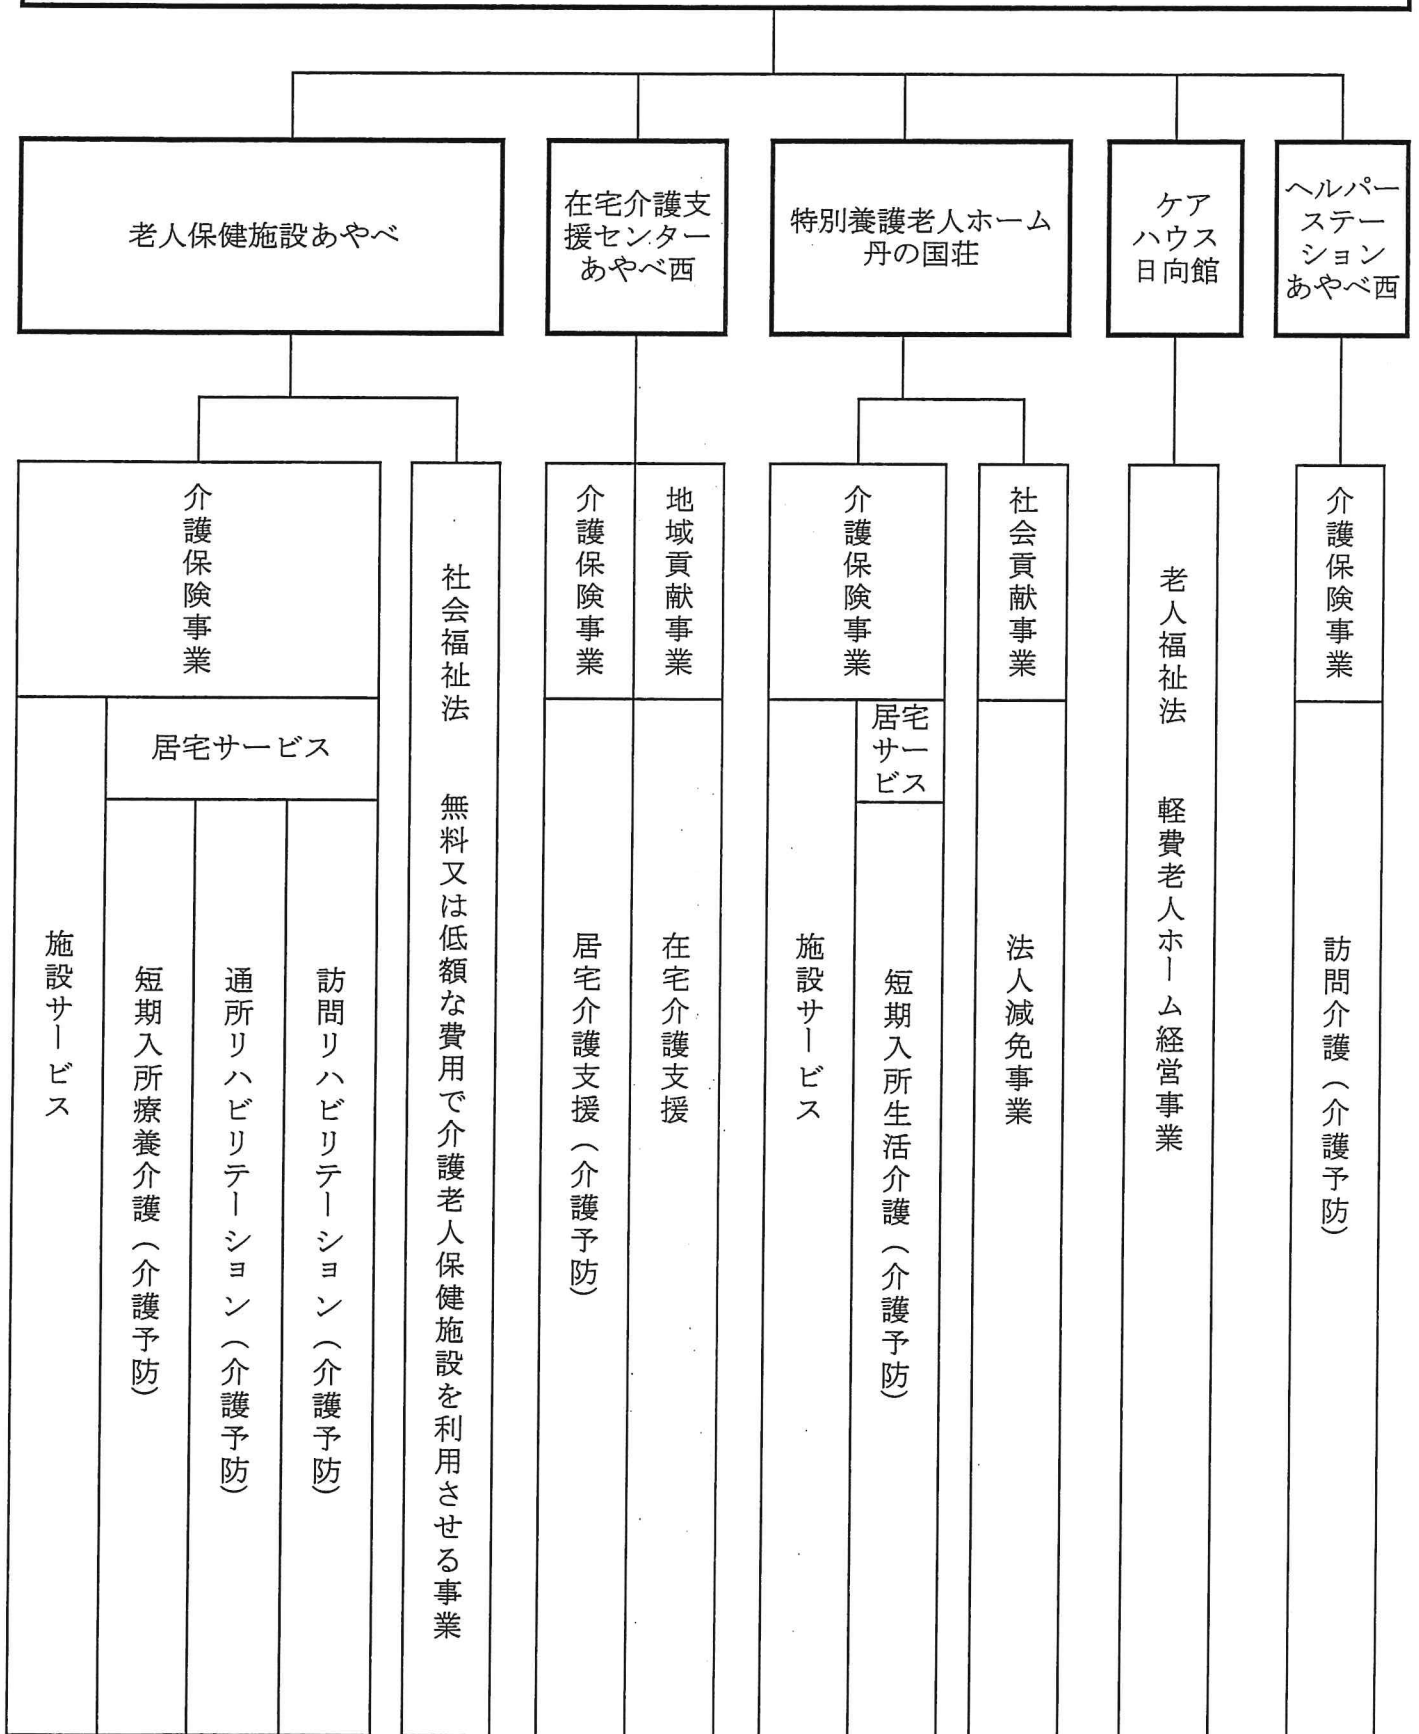 老人保健施設あやべ
在宅介護支
援センター
あやべ西
特別養護老人ホーム
丹の国荘
ケア
ハウス
日向館
ヘルパー
ステー
ション
あやべ西
介護保険事業
施設サービス
居宅サービス
短期入所療養介護（介護予防）
通所リハビリテーション（介護予防）
訪問リハビリテーション（介護予防）
社会福祉法　無料又は低額な費用で介護老人保健施設を利用させる事業
介護保険事業
居宅介護支援（介護予防）
地域貢献事業
在宅介護支援
介護保険事業
施設サービス
居宅
サー
ビス
短期入所生活介護（介護予防）
社会貢献事業
法人減免事業
老人福祉法　軽費老人ホーム経営事業
介護保険事業
訪問介護（介護予防）